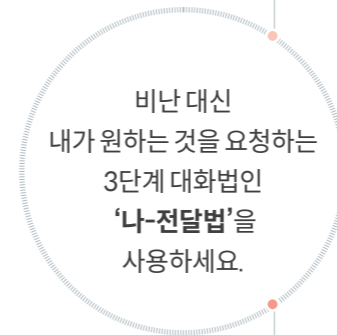 비난 대신
내가 원하는 것을 요청하는
3단계 대화법인
‘나-전달법’을
사용하세요.